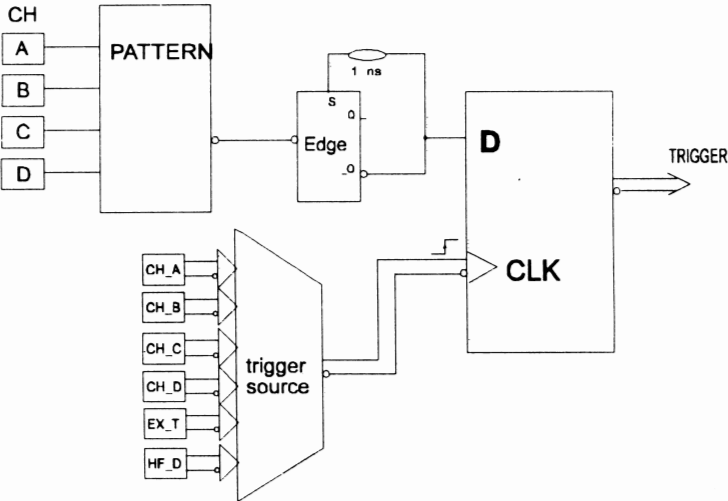 CH
A
PATTERN
B
C
D
1 ns
S
Q
Edge
_Q
D
TRIGGER
CLK
CH_A
CH_B
CH_C
CH_D
EX_T
HF_D
trigger
source